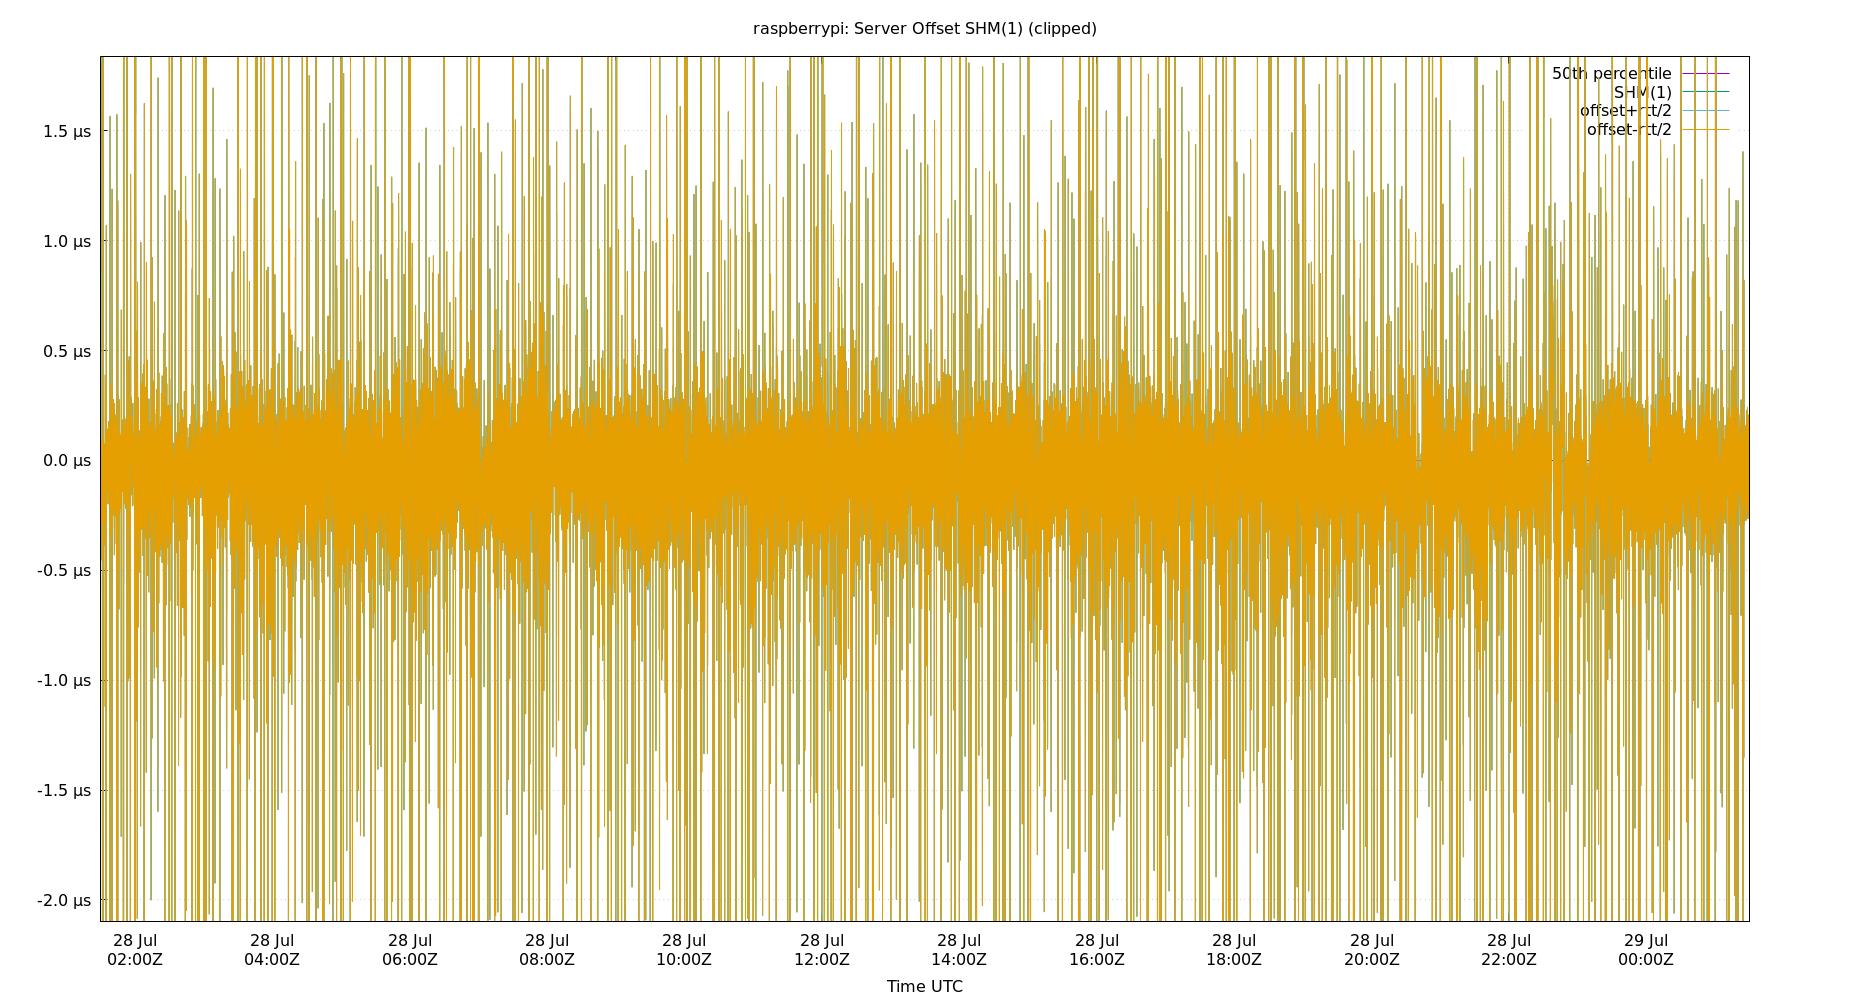 raspberrypi: Server Offset SHM(1) (clipped)
50th percentile
SHM(1)
offset+rtt/2
offset-rtt/2
1.5 μs
1.0 μs
0.5 μs
0.0 μs
-0.5 μs
-1.0 μs
-1.5 μs
-2.0 μs
28 Jul 28 Jul 28 Jul 28 Jul 28 Jul 28 Jul 28 Jul 28 Jul 28 Jul 28 Jul 28 Jul 29 Jul
02:00Z 04:00Z 06:00Z 08:00Z 10:00Z 12:00Z 14:00Z 16:00Z 18:00Z 20:00Z 22:00Z 00:00Z
Time UTC